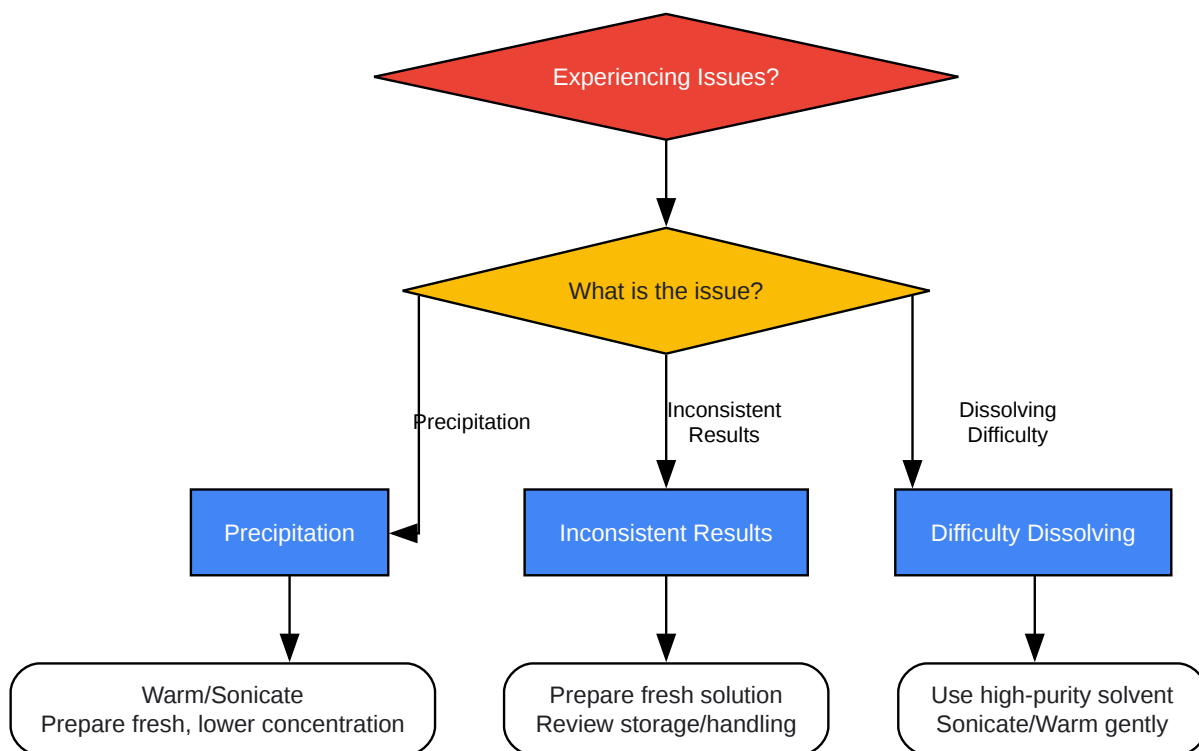 Experiencing Issues?
What is the issue?
Precipitation
Inconsistent
Results
Dissolving
Difficulty
Precipitation
Inconsistent Results
Difficulty Dissolving
Warm/Sonicate
Prepare fresh, lower concentration
Prepare fresh solution
Review storage/handling
Use high-purity solvent
Sonicate/Warm gently